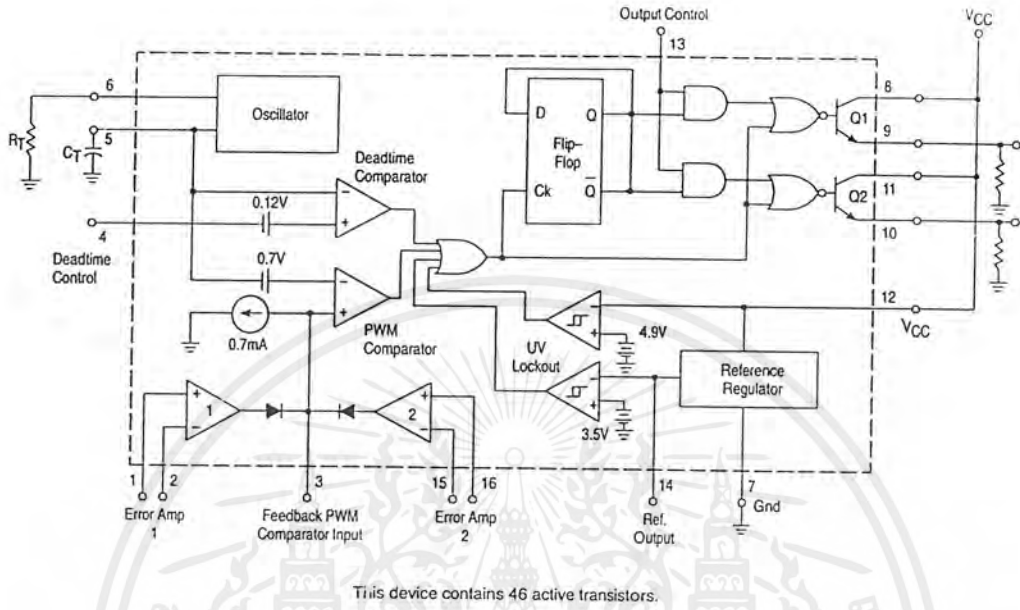 Output Control
13
VCC
6
Oscillator
RT
5
CT
D
Q
Flip–
Flop
Ck
Q
8
Q1
9
Q2
11
10
Deadtime
Comparator
0.12V
–
+
4
Deadtime
Control
0.7V
–
+
0.7mA
PWM
Comparator
UV
Lockout
–
+
4.9V
12
VCC
–
+
3.5V
Reference
Regulator
+
1
–
2
+
–
1
2
3
15
16
14
7
Error Amp
1
Feedback PWM
Comparator Input
Error Amp
2
Ref.
Output
Gnd
This device contains 46 active transistors.